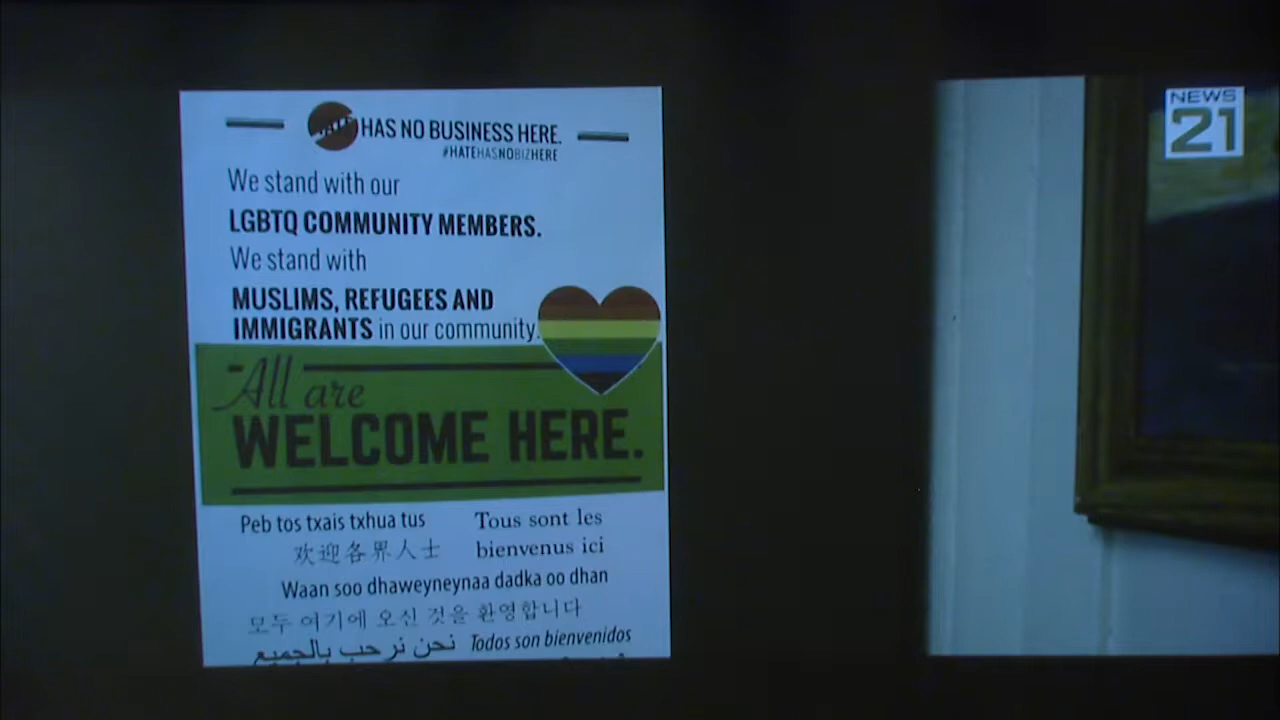 HATE HAS NO BUSINESS HERE.
#HATEHASNOBIZHERE
We stand with our
LGBTQ COMMUNITY MEMBERS.
We stand with
MUSLIMS, REFUGEES AND
IMMIGRANTS in our community.
All are
WELCOME HERE.
Peb tos txais txhua tus
Tous sont les
bienvenus ici
欢迎各界人士
Waan soo dhaweyneynaa dadka oo dhan
모두 여기에 오신 것을 환영합니다
نحن نرحب بالجميع
Todos son bienvenidos
NEWS
21